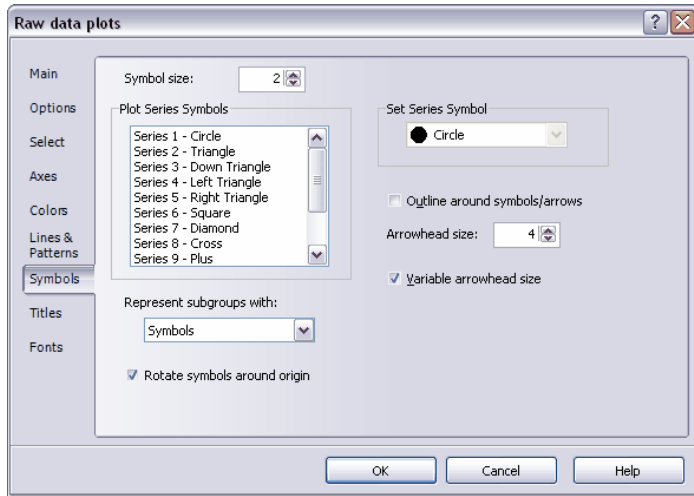 Raw data plots
Main
Options
Select
Axes
Colors
Lines &
Patterns
Symbols
Titles
Fonts
Symbol size: 2
Plot Series Symbols
Series 1 - Circle
Series 2 - Triangle
Series 3 - Down Triangle
Series 4 - Left Triangle
Series 5 - Right Triangle
Series 6 - Square
Series 7 - Diamond
Series 8 - Cross
Series 9 - Plus
Represent subgroups with:
Symbols
Rotate symbols around origin
Set Series Symbol
Circle
Outline around symbols/arrows
Arrowhead size: 4
Variable arrowhead size
OK
Cancel
Help